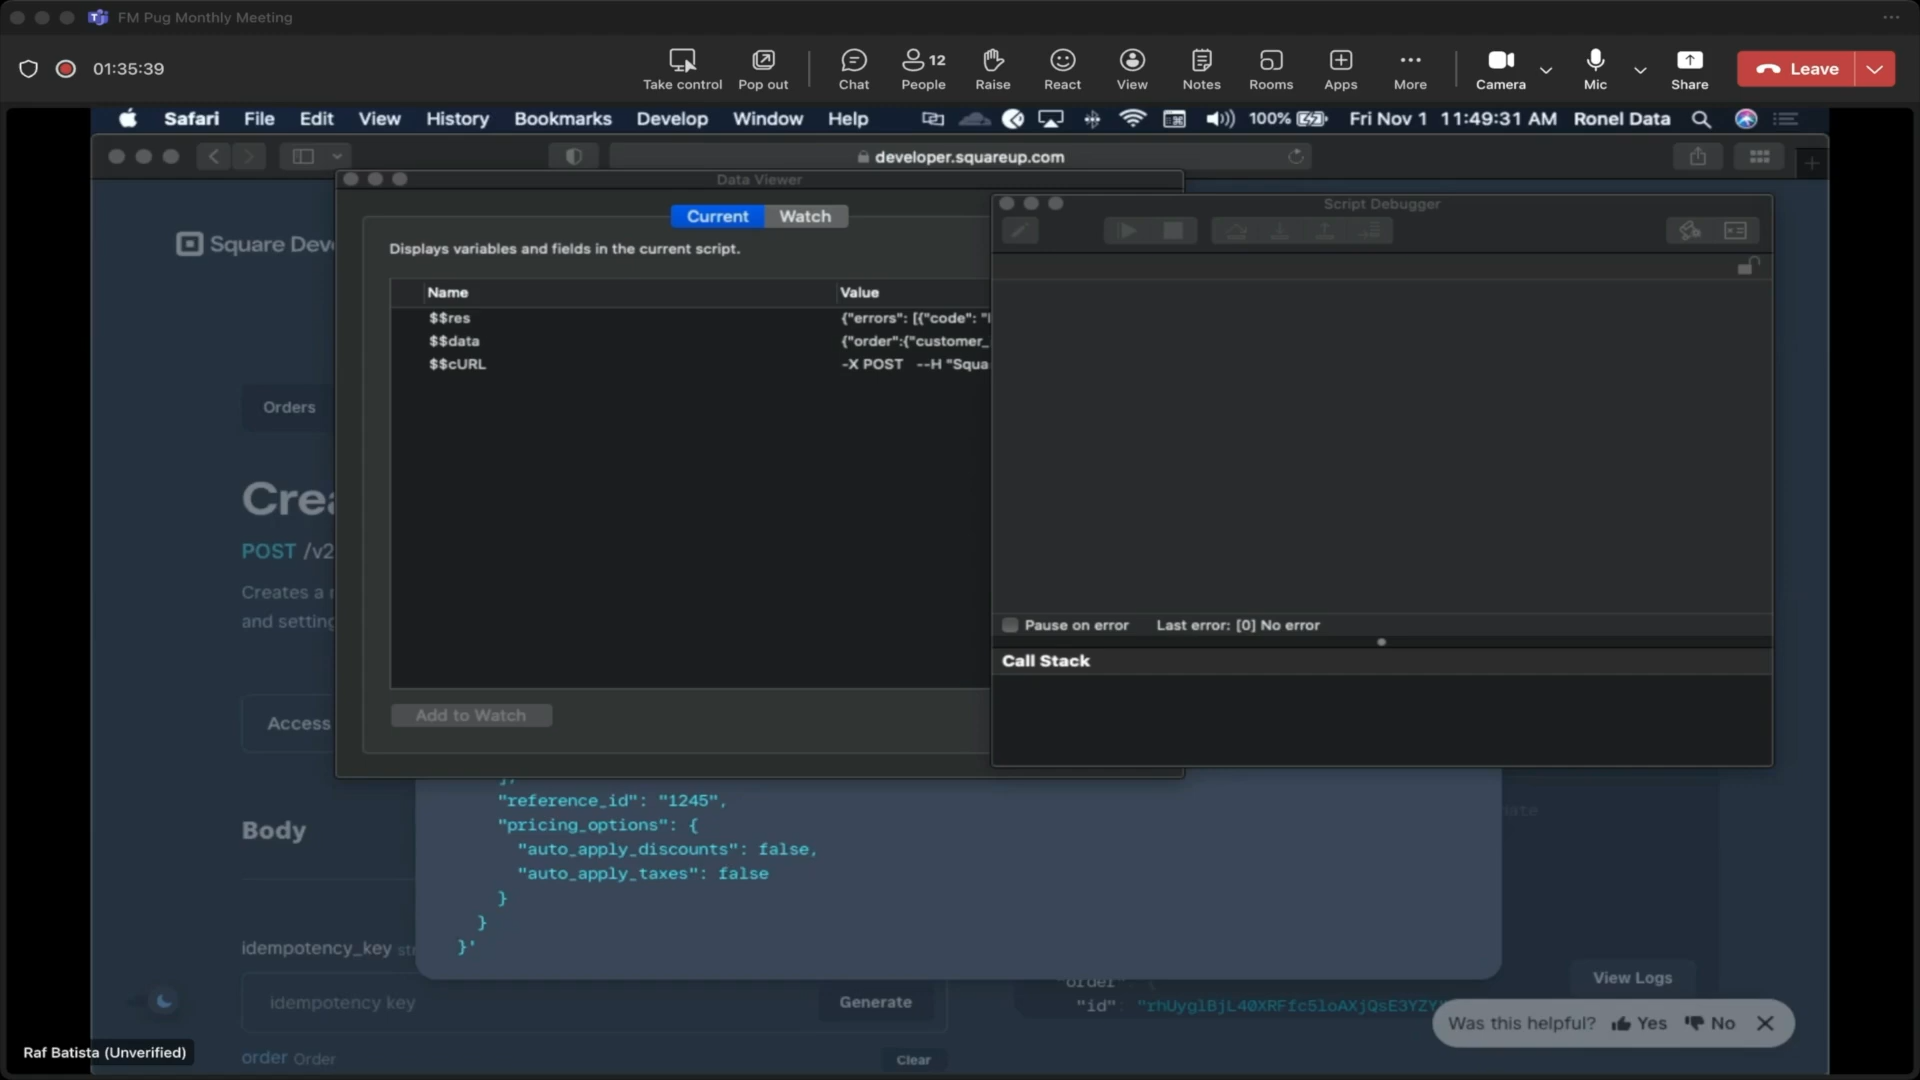 FM Pug Monthly Meeting
01:35:39
Take control
Pop out
Chat
12
People
Raise
React
View
Notes
Rooms
Apps
More
Camera
Mic
Share
Leave
Safari File Edit View History Bookmarks Develop Window Help
100%
Fri Nov 1 11:49:31 AM Ronel Data
developer.squareup.com
Data Viewer
Script Debugger
Current Watch
Square Deve
Displays variables and fields in the current script.
Name Value
$$res {"errors": [{"code": "
$$data {"order":{"customer_
$$cURL -X POST --H "Squa
Orders
Crea
POST /v2
Creates a
and setting
Pause on error Last error: [0] No error
Call Stack
Access
Add to Watch
],
"reference_id": "1245",
"pricing_options": {
"auto_apply_discounts": false,
"auto_apply_taxes": false
}
}
}'
Body
idempotency_key str
idempotency key
Generate
order Order
Clear
"order" {
"id": "rhUyglBjL40XRFfc5loAXjQsE3YZY
View Logs
Was this helpful? Yes No
Raf Batista (Unverified)